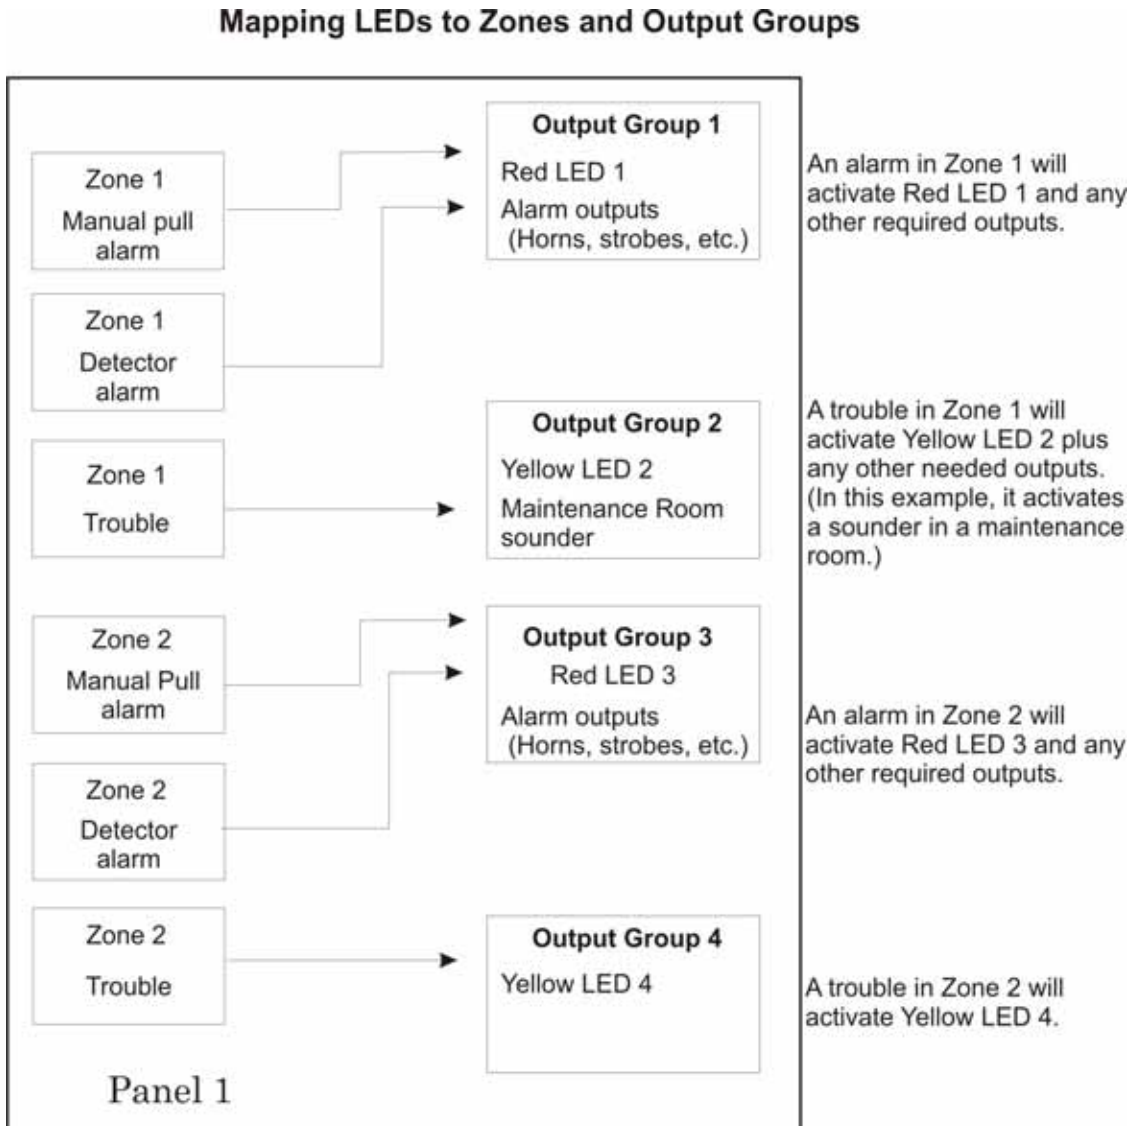 Mapping LEDs to Zones and Output Groups
Zone 1
Manual pull
alarm
Zone 1
Detector
alarm
Zone 1
Trouble
Zone 2
Manual Pull
alarm
Zone 2
Detector
alarm
Zone 2
Trouble
Panel 1
Output Group 1
Red LED 1
Alarm outputs
(Horns, strobes, etc.)
Output Group 2
Yellow LED 2
Maintenance Room
sounder
Output Group 3
Red LED 3
Alarm outputs
(Horns, strobes, etc.)
Output Group 4
Yellow LED 4
An alarm in Zone 1 will
activate Red LED 1 and any
other required outputs.
A trouble in Zone 1 will
activate Yellow LED 2 plus
any other needed outputs.
(In this example, it activates
a sounder in a maintenance
room.)
An alarm in Zone 2 will
activate Red LED 3 and any
other required outputs.
A trouble in Zone 2 will
activate Yellow LED 4.